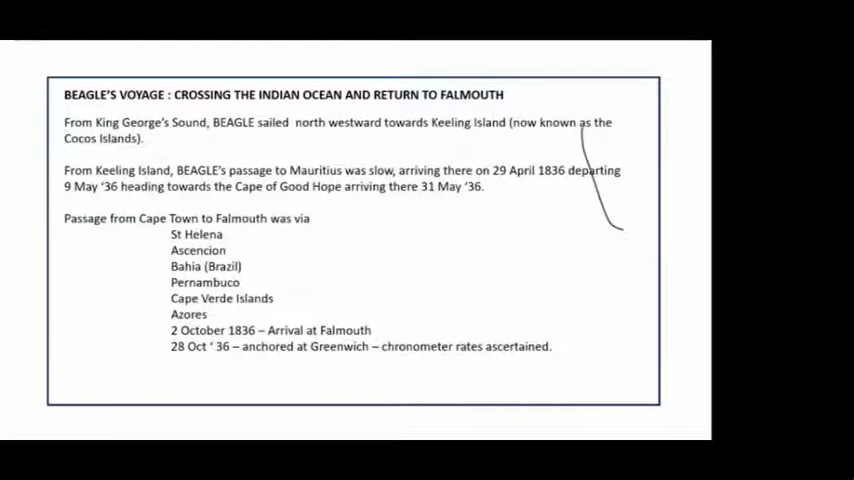 BEAGLE'S VOYAGE : CROSSING THE INDIAN OCEAN AND RETURN TO FALMOUTH
From King George's Sound, BEAGLE sailed north westward towards Keeling Island (now known as the
Cocos Islands).
From Keeling Island, BEAGLE's passage to Mauritius was slow, arriving there on 29 April 1836 departing
9 May '36 heading towards the Cape of Good Hope arriving there 31 May '36.
Passage from Cape Town to Falmouth was via
St Helena
Ascencion
Bahia (Brazil)
Pernambuco
Cape Verde Islands
Azores
2 October 1836 – Arrival at Falmouth
28 Oct ' 36 – anchored at Greenwich – chronometer rates ascertained.